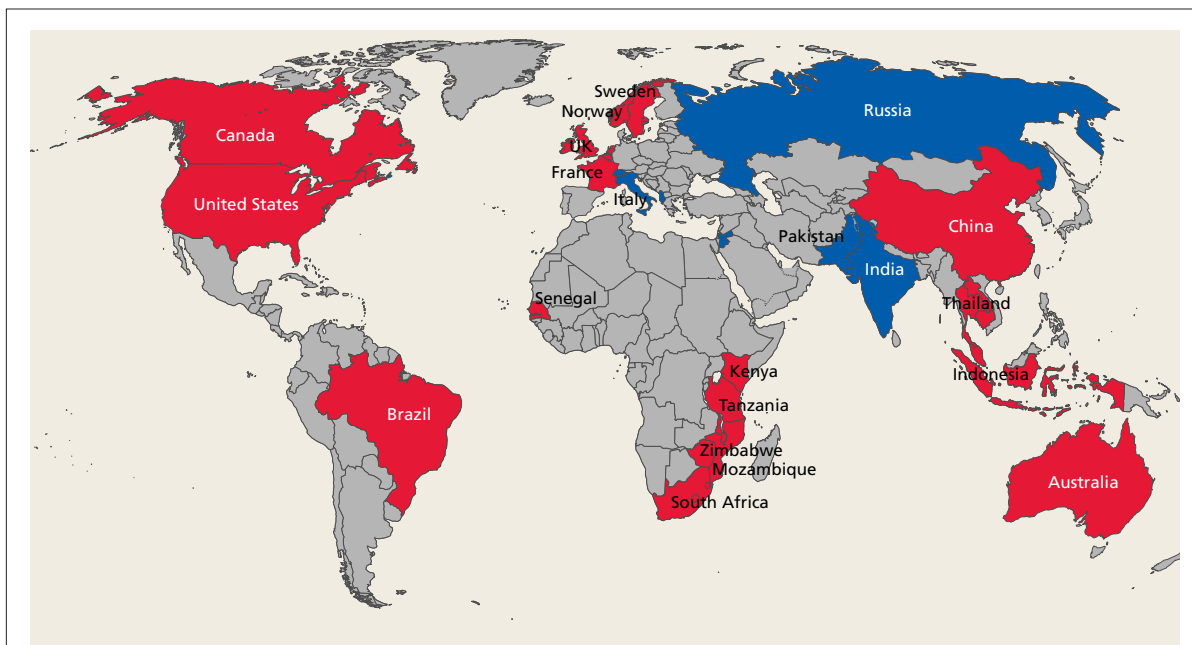 Sweden
Norway
Russia
Canada
UK
France
United States
Italy
China
Pakistan
India
Senegal
Thailand
Kenya
Indonesia
Tanzania
Brazil
Zimbabwe
Mozambique
Australia
South Africa